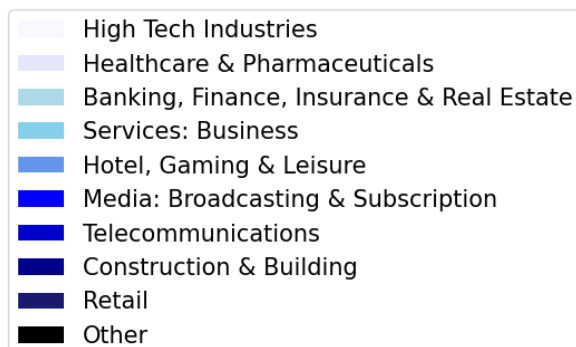 High Tech Industries
Healthcare & Pharmaceuticals
Banking, Finance, Insurance & Real Estate
Services: Business
Hotel, Gaming & Leisure
Media: Broadcasting & Subscription
Telecommunications
Construction & Building
Retail
Other